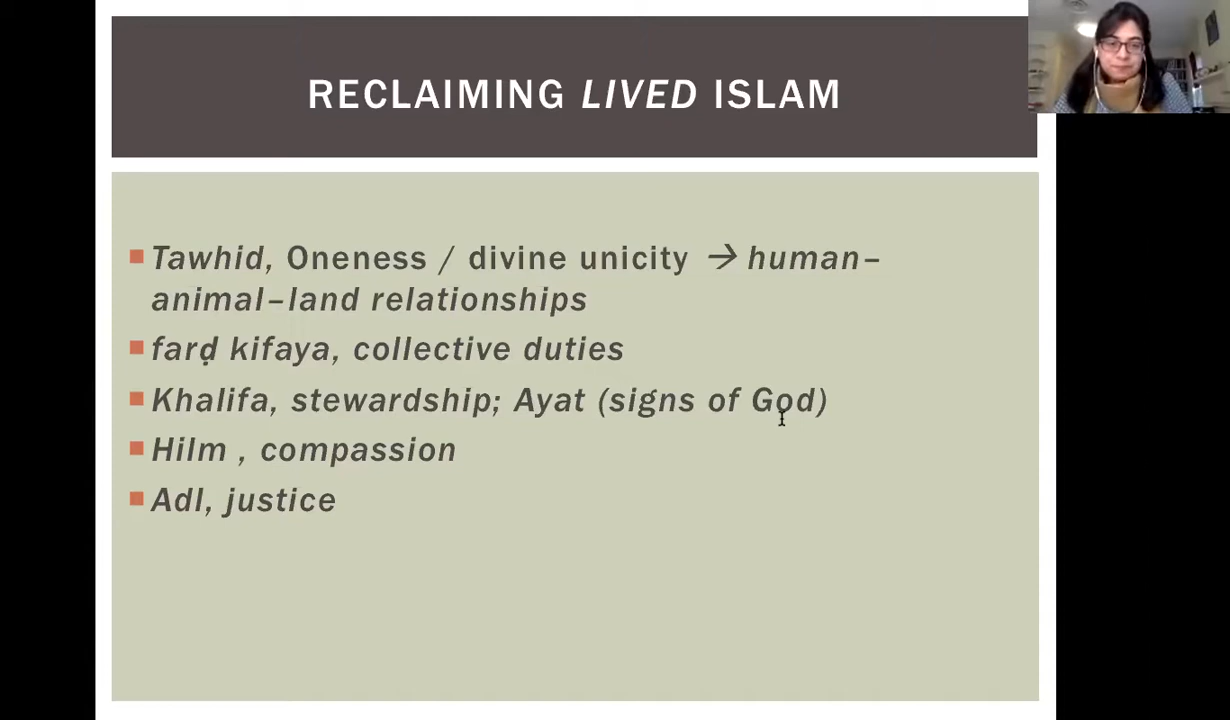 RECLAIMING LIVED ISLAM
Tawhid, Oneness / divine unicity → human–
animal–land relationships
farḍ kifaya, collective duties
Khalifa, stewardship; Ayat (signs of God)
Hilm , compassion
Adl, justice